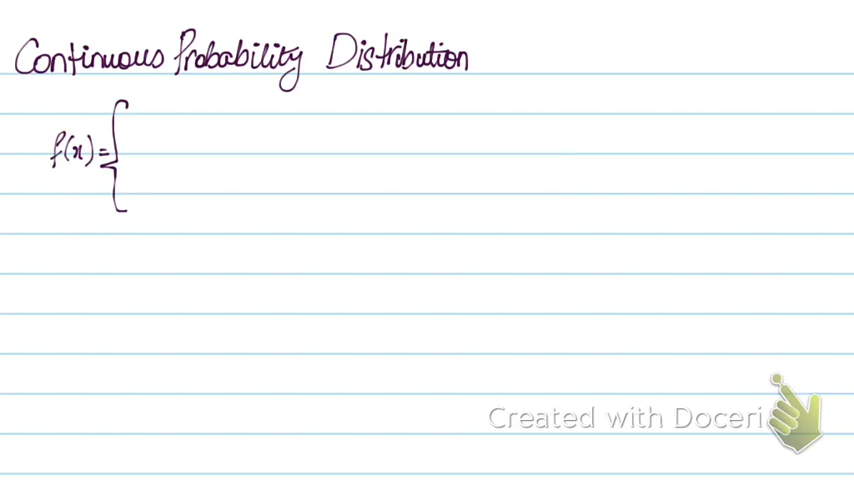 Continuous Probability Distribution
f(x) = {
Created with Doceri